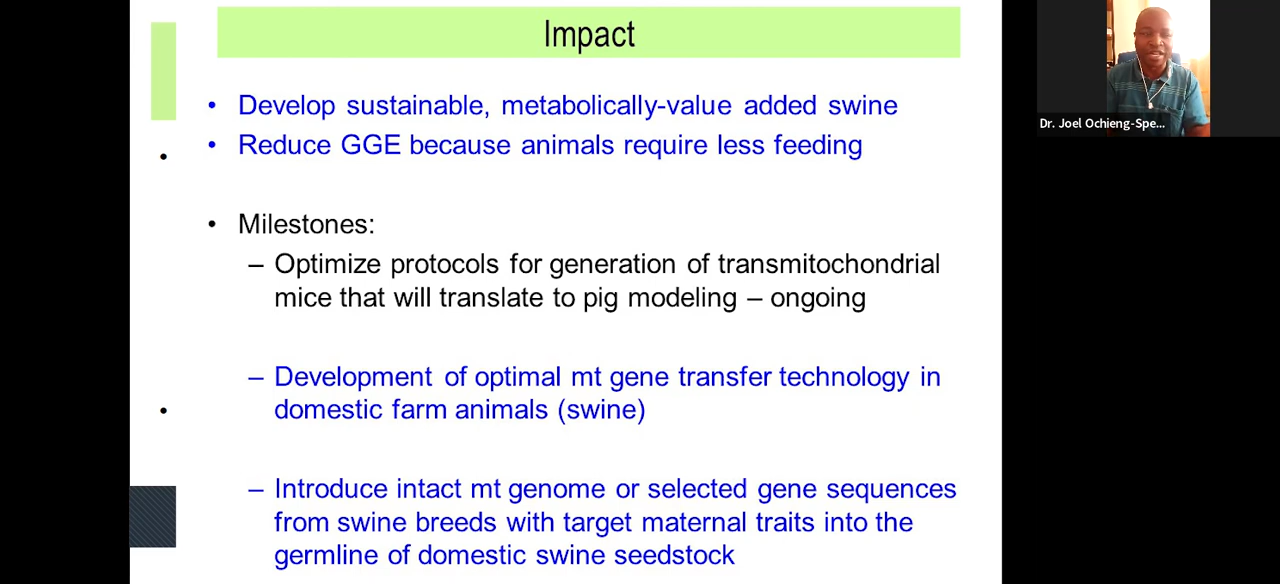 Impact
• Develop sustainable, metabolically-value added swine
• Reduce GGE because animals require less feeding
• Milestones:
– Optimize protocols for generation of transmitochondrial
mice that will translate to pig modeling – ongoing
– Development of optimal mt gene transfer technology in
domestic farm animals (swine)
– Introduce intact mt genome or selected gene sequences
from swine breeds with target maternal traits into the
germline of domestic swine seedstock
Dr. Joel Ochieng-Spe...